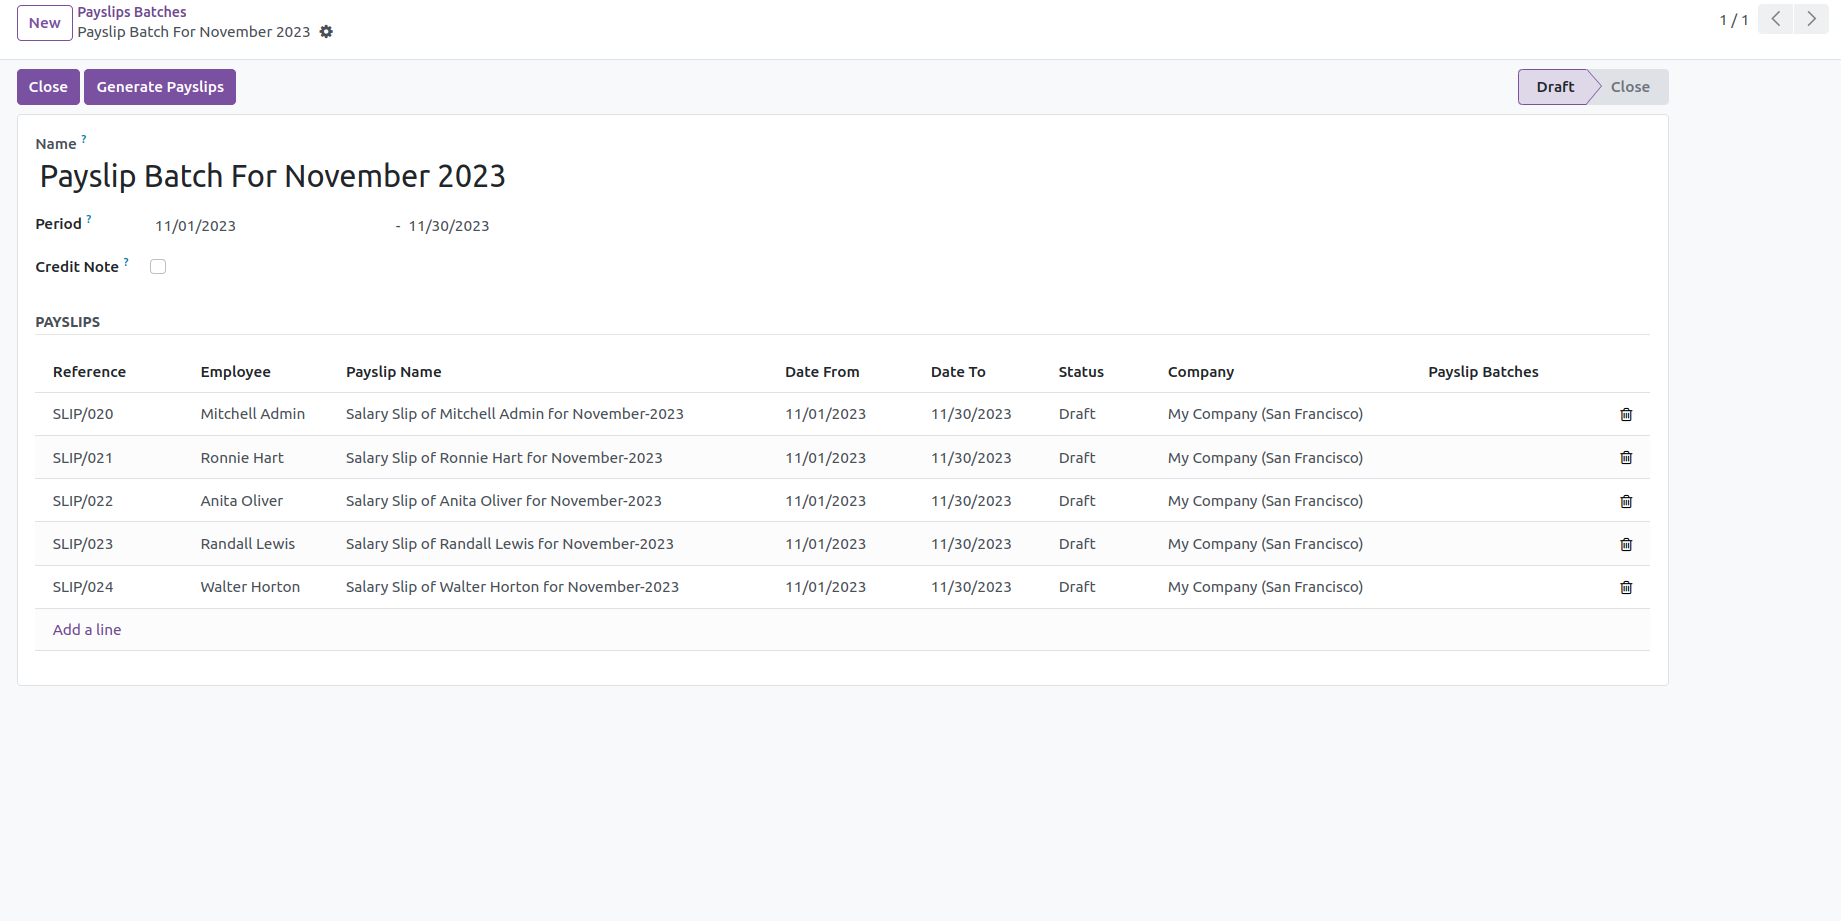 New
Payslips Batches
Payslip Batch For November 2023
1 / 1
Close
Generate Payslips
Draft
Close
Name ?
Payslip Batch For November 2023
Period ? 11/01/2023 - 11/30/2023
Credit Note ?
PAYSLIPS
Reference Employee Payslip Name Date From Date To Status Company Payslip Batches
SLIP/020 Mitchell Admin Salary Slip of Mitchell Admin for November-2023 11/01/2023 11/30/2023 Draft My Company (San Francisco)
SLIP/021 Ronnie Hart Salary Slip of Ronnie Hart for November-2023 11/01/2023 11/30/2023 Draft My Company (San Francisco)
SLIP/022 Anita Oliver Salary Slip of Anita Oliver for November-2023 11/01/2023 11/30/2023 Draft My Company (San Francisco)
SLIP/023 Randall Lewis Salary Slip of Randall Lewis for November-2023 11/01/2023 11/30/2023 Draft My Company (San Francisco)
SLIP/024 Walter Horton Salary Slip of Walter Horton for November-2023 11/01/2023 11/30/2023 Draft My Company (San Francisco)
Add a line